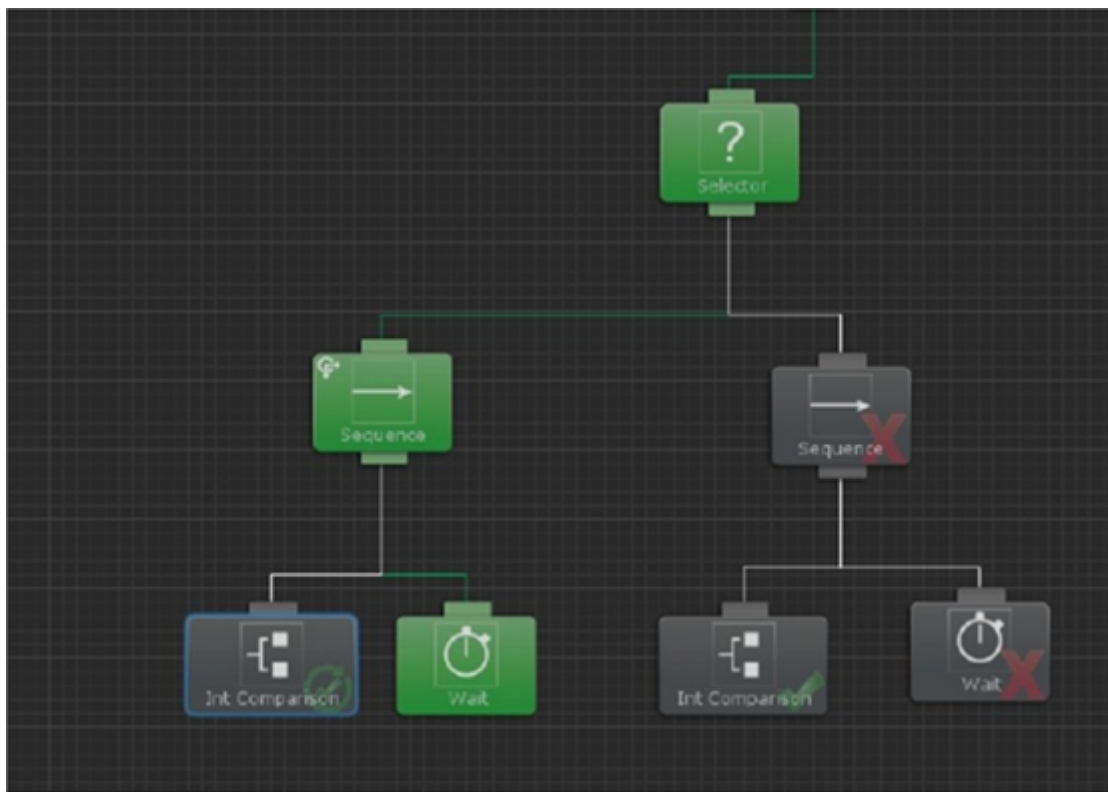 ?
Selector
Sequence
Sequence
Int Comparison
Wait
Int Comparison
Wait